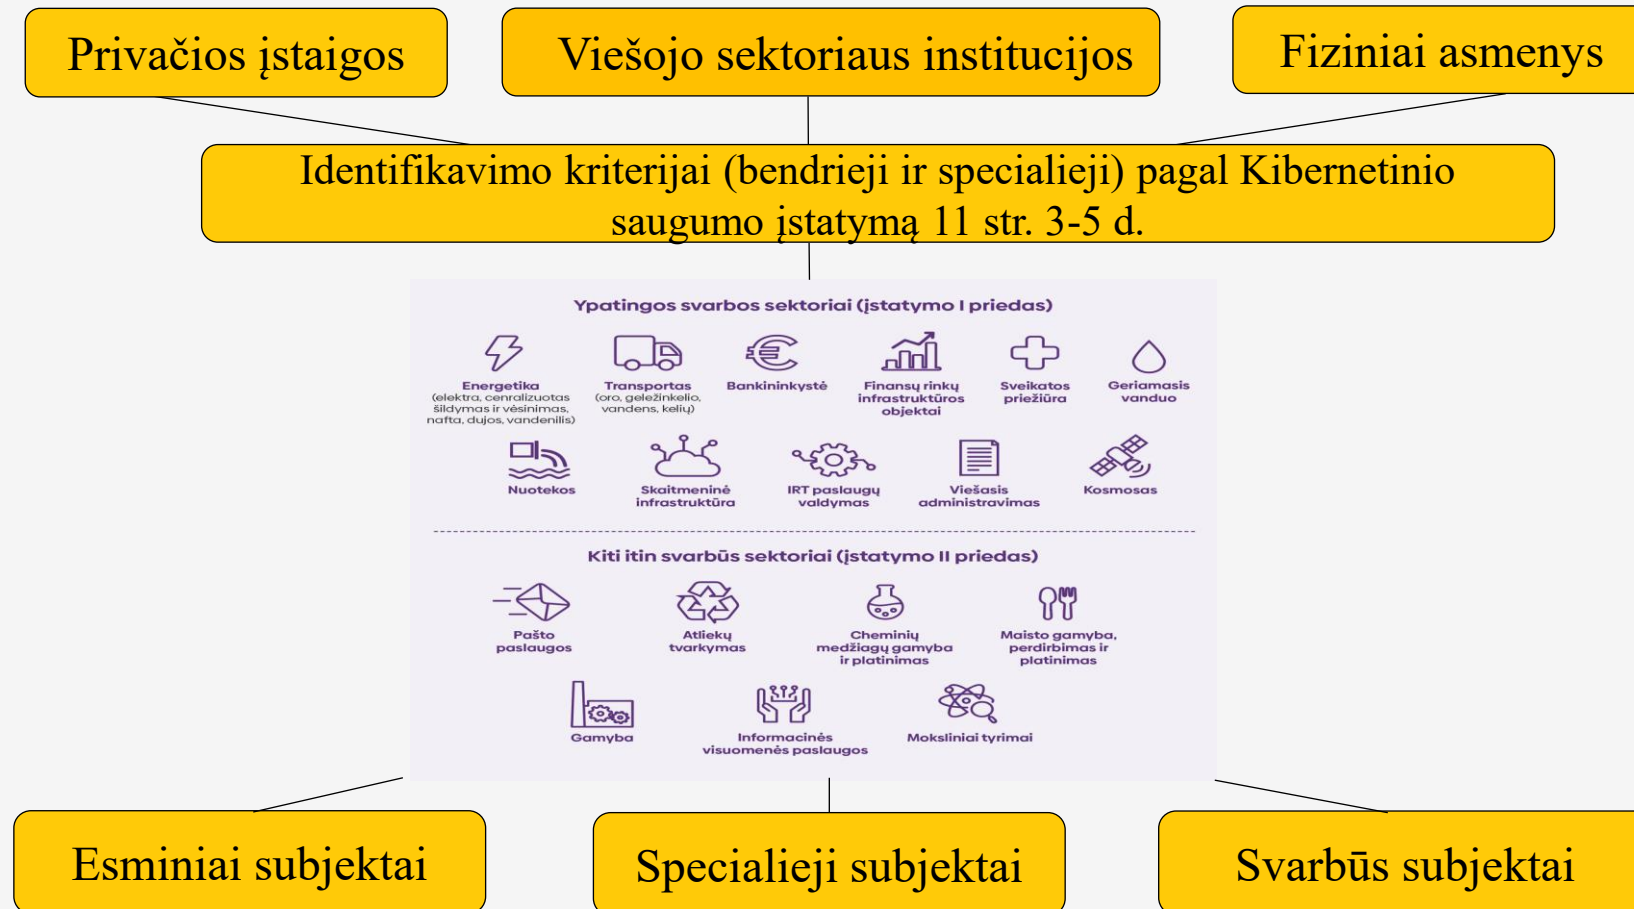 Privačios įstaigos
Viešojo sektoriaus institucijos
Fiziniai asmenys
Identifikavimo kriterijai (bendrieji ir specialieji) pagal Kibernetinio
saugumo įstatymą 11 str. 3-5 d.
Ypatingos svarbos sektoriai (įstatymo I priedas)
Energetika
(elektra, cenralizuotas
šildymas ir vėsinimas,
nafta, dujos, vandenilis)
Transportas
(oro, geležinkelio,
vandens, kelių)
Bankininkystė
Finansų rinkų
infrastruktūros
objektai
Sveikatos
priežiūra
Geriamasis
vanduo
Nuotekos
Skaitmeninė
infrastruktūra
IRT paslaugų
valdymas
Viešasis
administravimas
Kosmosas
Kiti itin svarbūs sektoriai (įstatymo II priedas)
Pašto
paslaugos
Atliekų
tvarkymas
Cheminių
medžiagų gamyba
ir platinimas
Maisto gamyba,
perdirbimas ir
platinimas
Gamyba
Informacinės
visuomenės paslaugos
Moksliniai tyrimai
Esminiai subjektai
Specialieji subjektai
Svarbūs subjektai